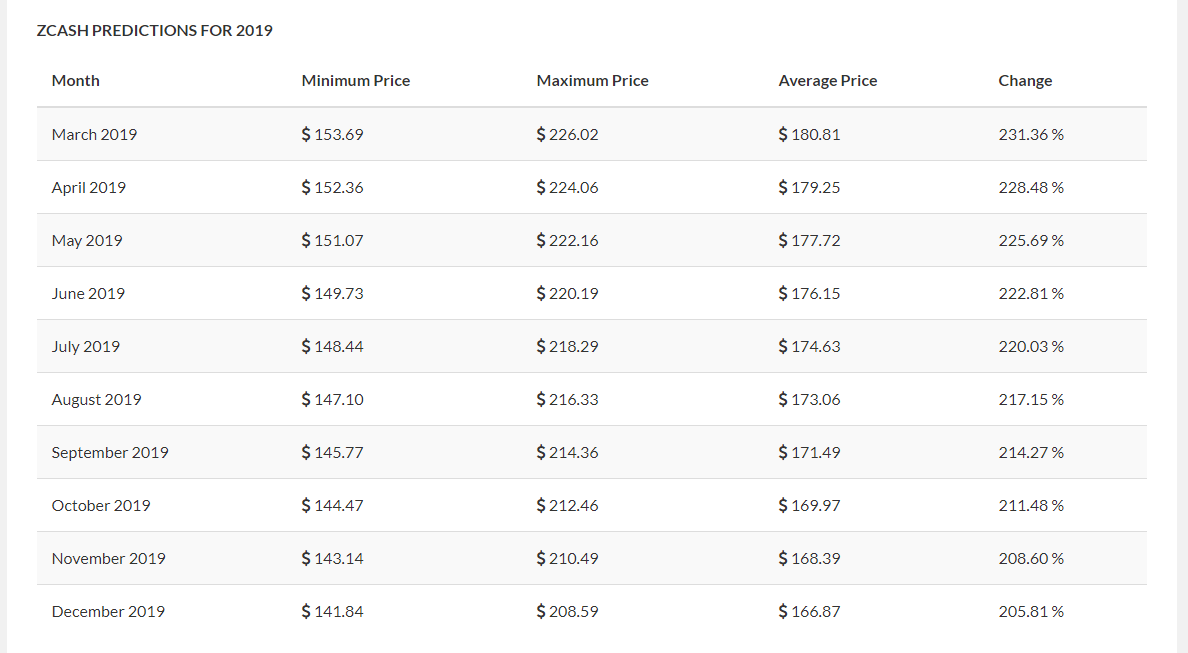 ZCASH PREDICTIONS FOR 2019
Month Minimum Price Maximum Price Average Price Change
March 2019 $ 153.69 $ 226.02 $ 180.81 231.36 %
April 2019 $ 152.36 $ 224.06 $ 179.25 228.48 %
May 2019 $ 151.07 $ 222.16 $ 177.72 225.69 %
June 2019 $ 149.73 $ 220.19 $ 176.15 222.81 %
July 2019 $ 148.44 $ 218.29 $ 174.63 220.03 %
August 2019 $ 147.10 $ 216.33 $ 173.06 217.15 %
September 2019 $ 145.77 $ 214.36 $ 171.49 214.27 %
October 2019 $ 144.47 $ 212.46 $ 169.97 211.48 %
November 2019 $ 143.14 $ 210.49 $ 168.39 208.60 %
December 2019 $ 141.84 $ 208.59 $ 166.87 205.81 %